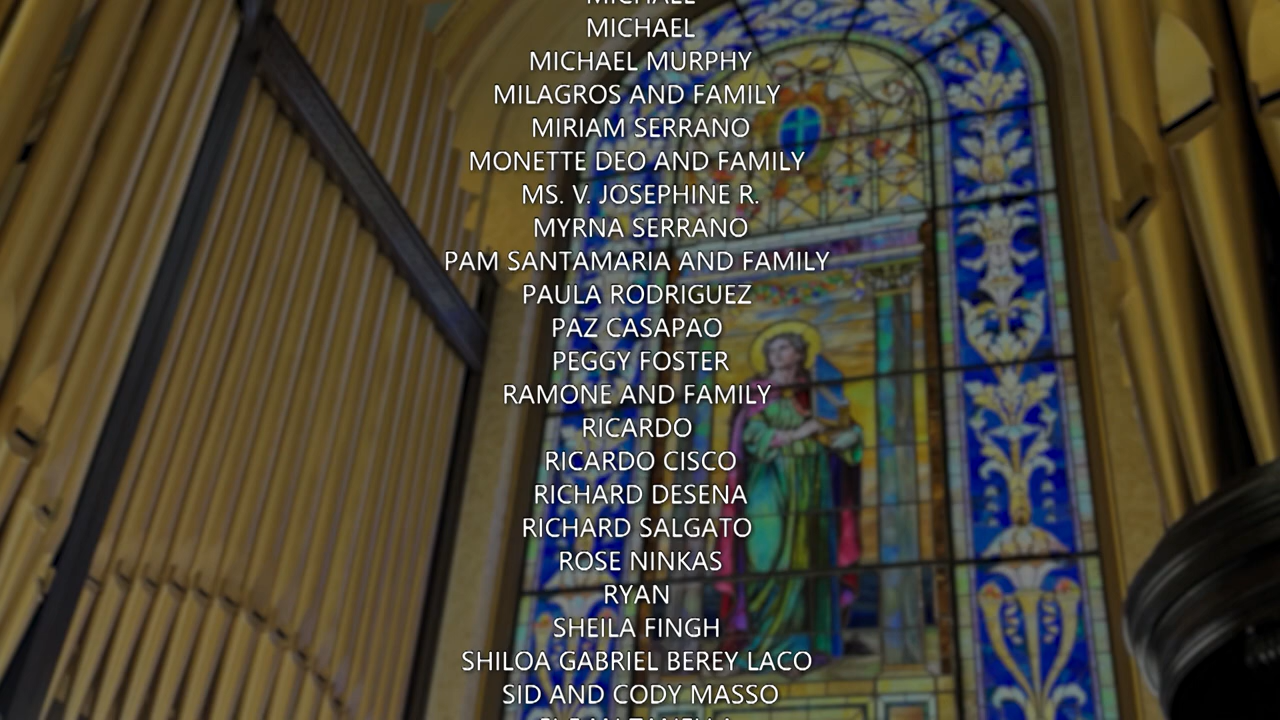 MICHAEL
MICHAEL
MICHAEL MURPHY
MILAGROS AND FAMILY
MIRIAM SERRANO
MONETTE DEO AND FAMILY
MS. V. JOSEPHINE R.
MYRNA SERRANO
PAM SANTAMARIA AND FAMILY
PAULA RODRIGUEZ
PAZ CASAPAO
PEGGY FOSTER
RAMONE AND FAMILY
RICARDO
RICARDO CISCO
RICHARD DESENA
RICHARD SALGATO
ROSE NINKAS
RYAN
SHEILA FINGH
SHILOA GABRIEL BEREY LACO
SID AND CODY MASSO